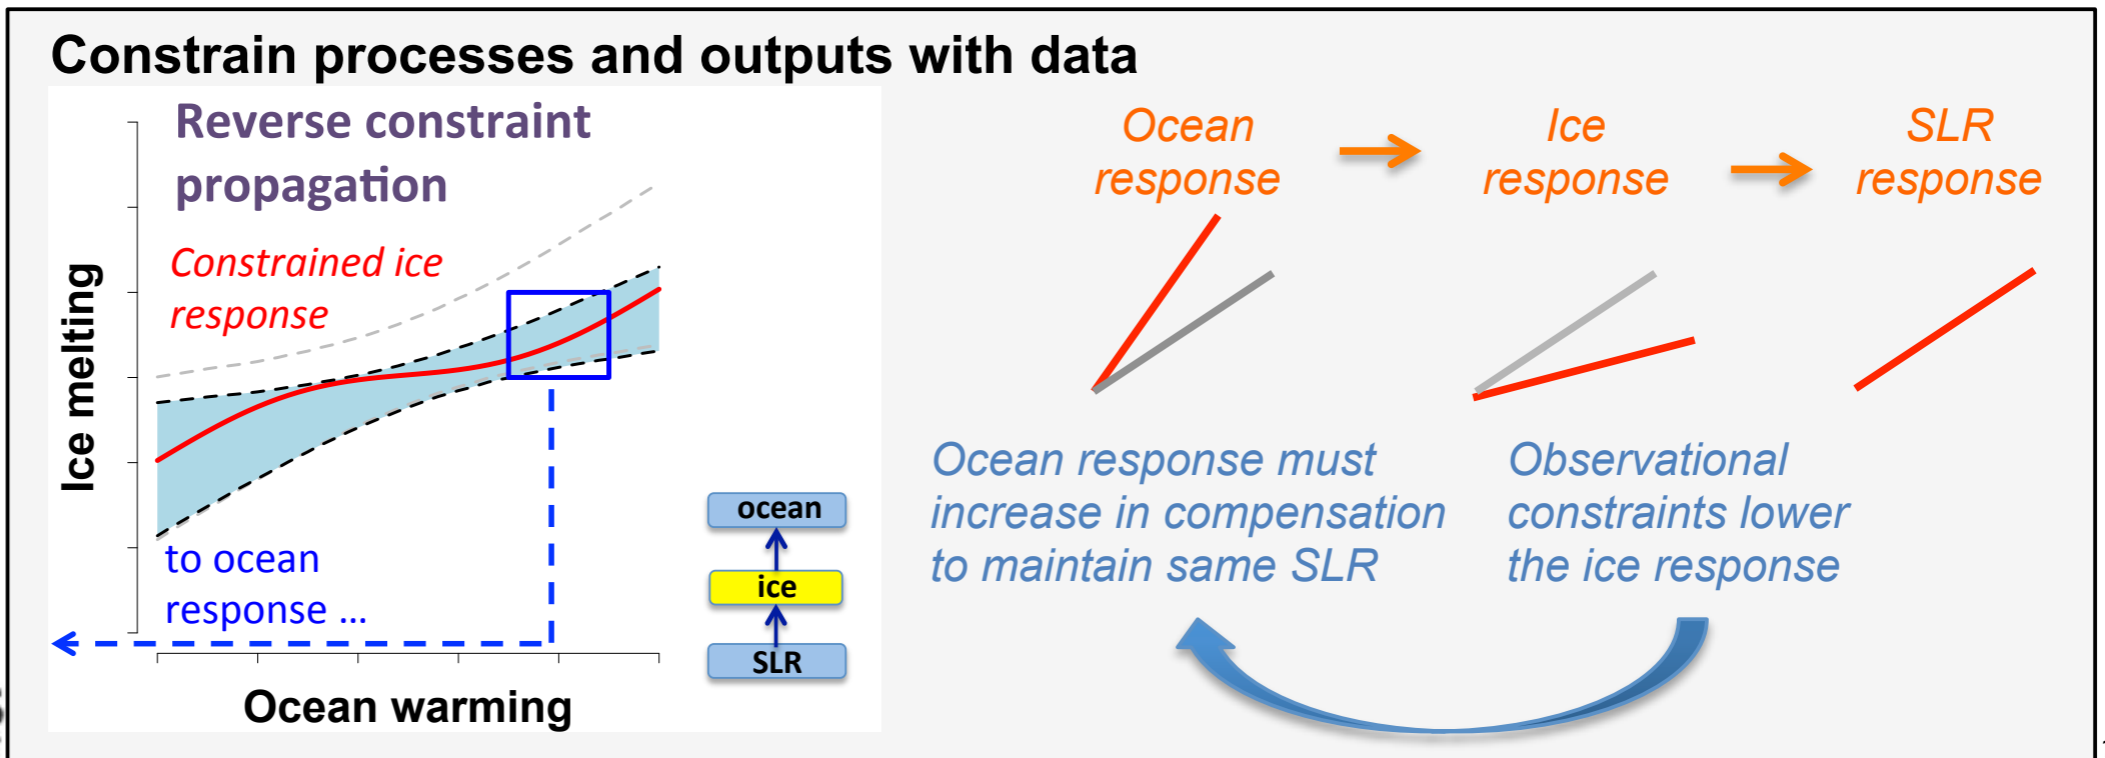 Constrain processes and outputs with data
Reverse constraint
propagation
Constrained ice
response
Ice melting
to ocean
response ...
Ocean warming
ocean
ice
SLR
Ocean
response
Ice
response
SLR
response
Ocean response must
increase in compensation
to maintain same SLR
Observational
constraints lower
the ice response